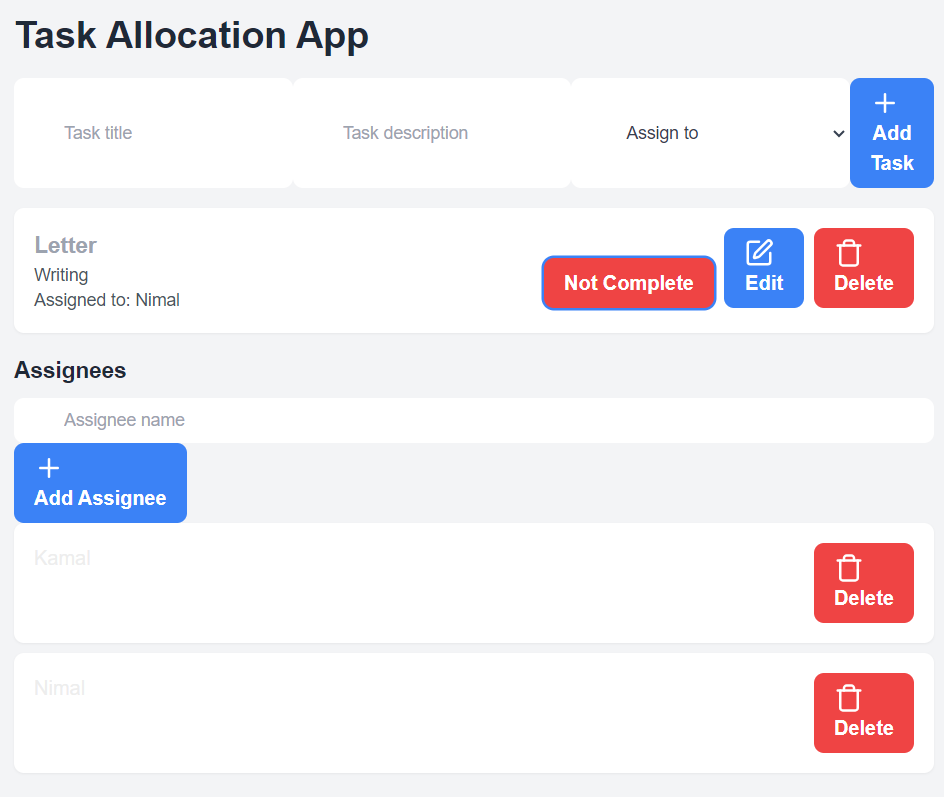 Task Allocation App
Task title
Task description
Assign to
Add
Task
Letter
Writing
Assigned to: Nimal
Not Complete
Edit
Delete
Assignees
Assignee name
Add Assignee
Kamal
Delete
Nimal
Delete